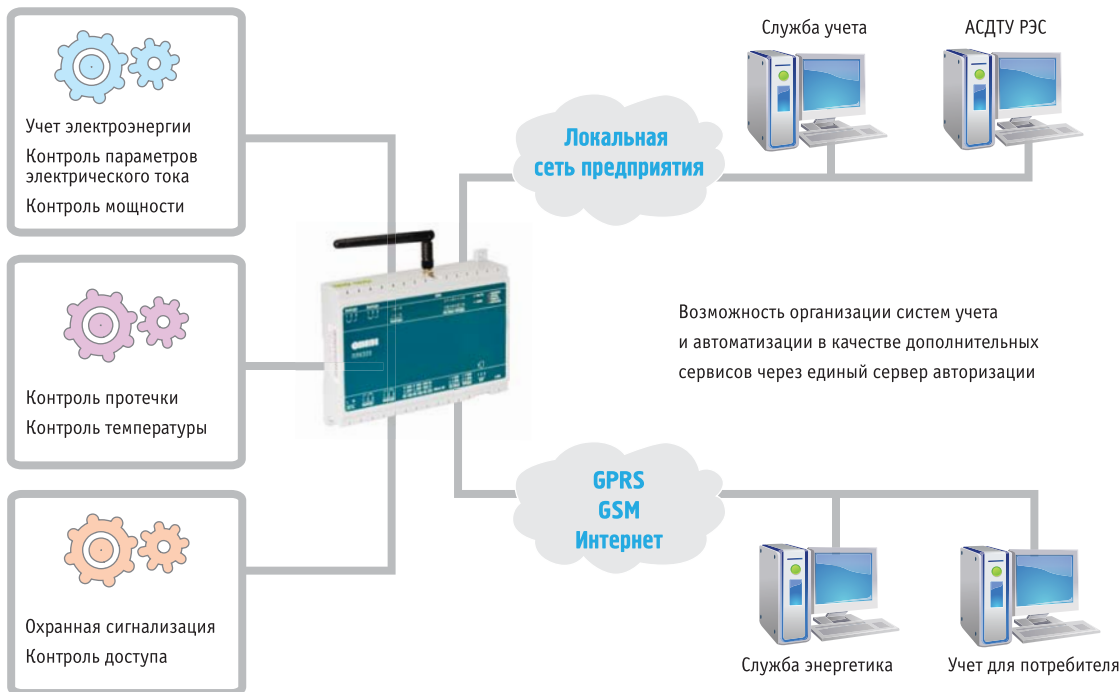 Служба учета
АСДТУ РЭС
Учет электроэнергии
Контроль параметров
электрического тока
Контроль мощности
Локальная
сеть предприятия
Контроль протечки
Контроль температуры
Возможность организации систем учета
и автоматизации в качестве дополнительных
сервисов через единый сервер авторизации
GPRS
GSM
Интернет
Охранная сигнализация
Контроль доступа
Служба энергетика
Учет для потребителя